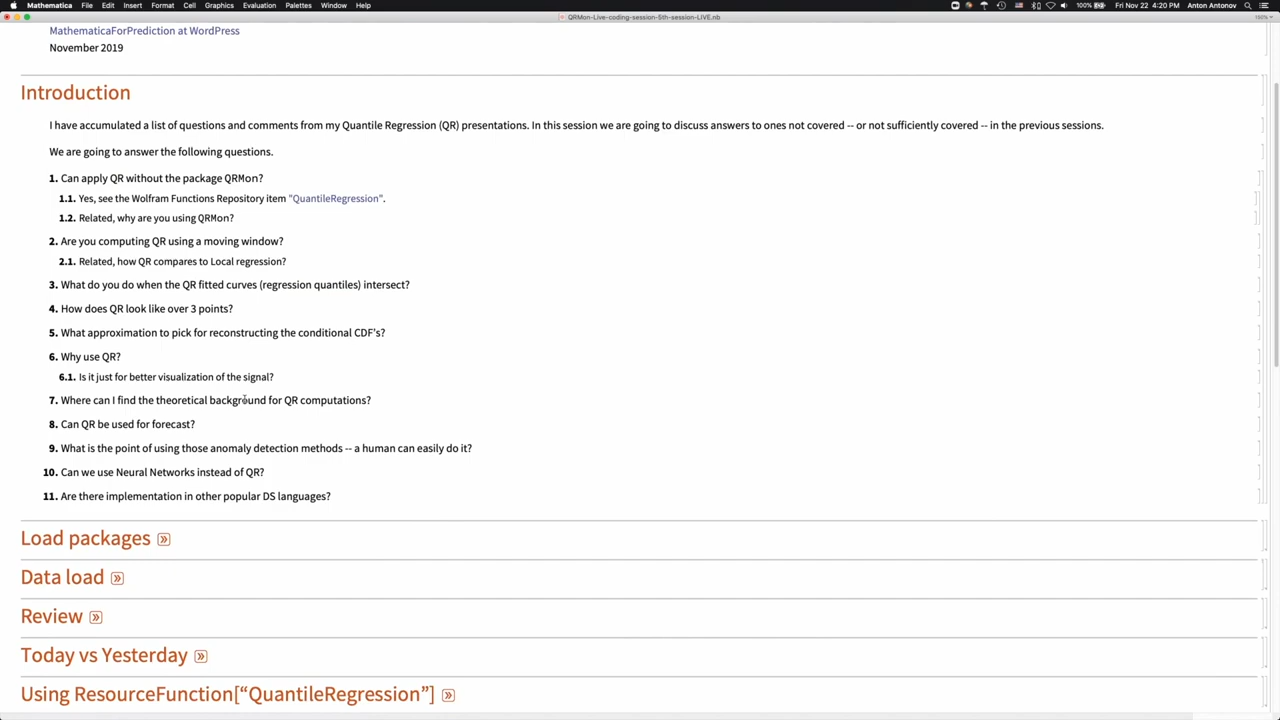 Mathematica File Edit Insert Format Cell Graphics Evaluation Palettes Window Help 100% Fri Nov 22 4:20 PM Anton Antonov
QRMon-Live-coding-session-5th-session-LIVE.nb
MathematicaForPrediction at WordPress
November 2019
Introduction
I have accumulated a list of questions and comments from my Quantile Regression (QR) presentations. In this session we are going to discuss answers to ones not covered -- or not sufficiently covered -- in the previous sessions.
We are going to answer the following questions.
1. Can apply QR without the package QRMon?
1.1. Yes, see the Wolfram Functions Repository item "QuantileRegression".
1.2. Related, why are you using QRMon?
2. Are you computing QR using a moving window?
2.1. Related, how QR compares to Local regression?
3. What do you do when the QR fitted curves (regression quantiles) intersect?
4. How does QR look like over 3 points?
5. What approximation to pick for reconstructing the conditional CDF's?
6. Why use QR?
6.1. Is it just for better visualization of the signal?
7. Where can I find the theoretical background for QR computations?
8. Can QR be used for forecast?
9. What is the point of using those anomaly detection methods -- a human can easily do it?
10. Can we use Neural Networks instead of QR?
11. Are there implementation in other popular DS languages?
Load packages
Data load
Review
Today vs Yesterday
Using ResourceFunction["QuantileRegression"]